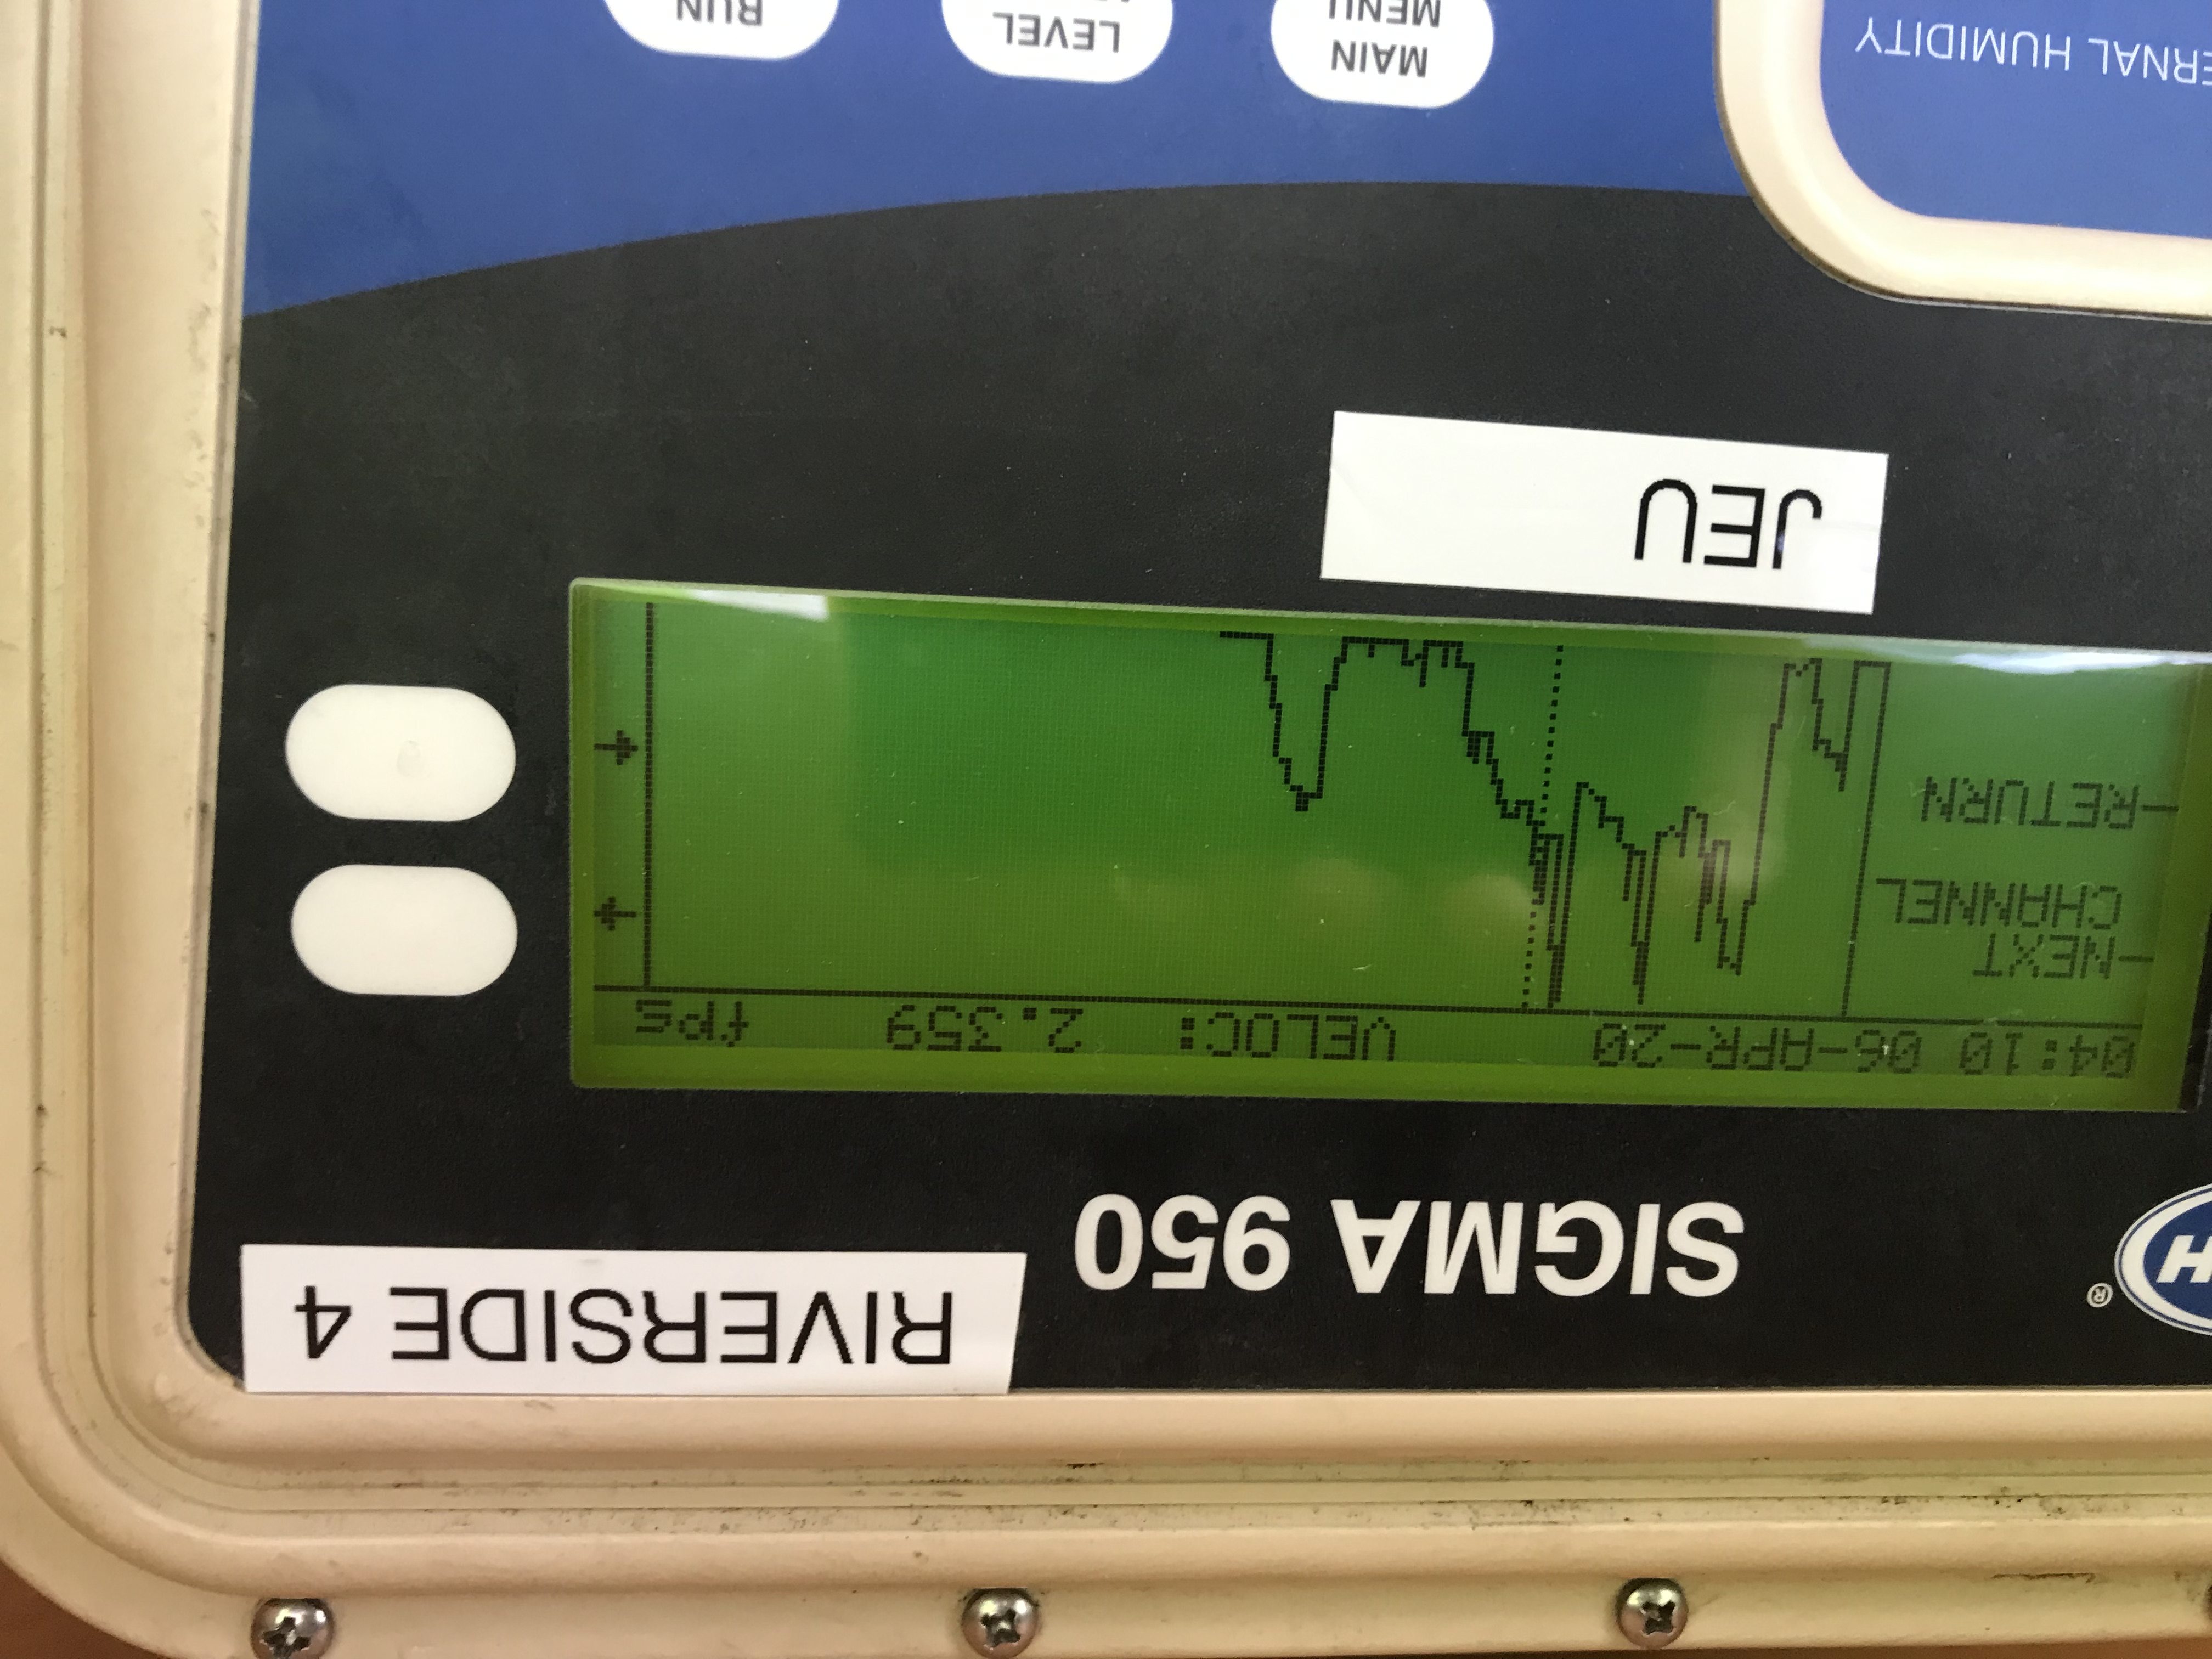 RIVERSIDE 4
H®
SIGMA 950
04:10 06-APR-20 VELOC: 2.359 fps
-NEXT
CHANNEL
→
-RETURN
←
JEU
ERNAL HUMIDITY
MAIN
MENU
LEVEL
RUN